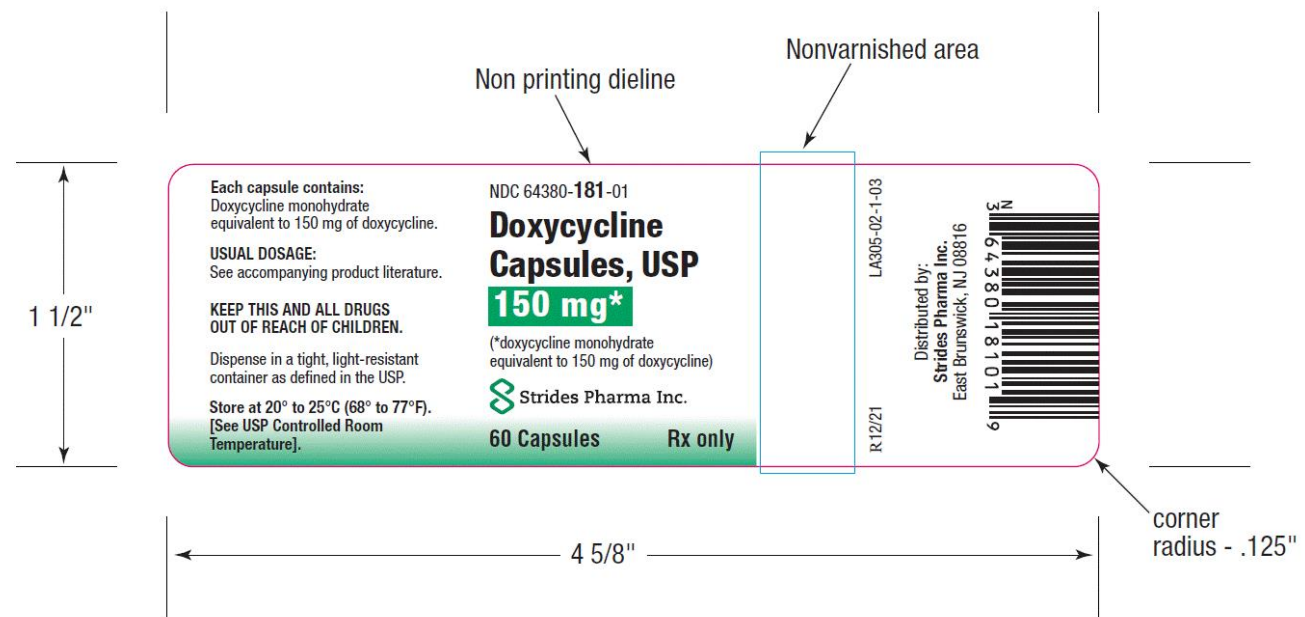 Nonvarnished area
Non printing dieline
1 1/2"
Each capsule contains:
Doxycycline monohydrate
equivalent to 150 mg of doxycycline.
USUAL DOSAGE:
See accompanying product literature.
KEEP THIS AND ALL DRUGS
OUT OF REACH OF CHILDREN.
Dispense in a tight, light-resistant
container as defined in the USP.
Store at 20° to 25°C (68° to 77°F).
[See USP Controlled Room
Temperature].
NDC 64380-181-01
Doxycycline
Capsules, USP
150 mg*
(*doxycycline monohydrate
equivalent to 150 mg of doxycycline)
Strides Pharma Inc.
60 Capsules Rx only
LA305-02-1-03
R12/21
Distributed by:
Strides Pharma Inc.
East Brunswick, NJ 08816
N
3 6438018101 9
4 5/8"
corner
radius - .125"